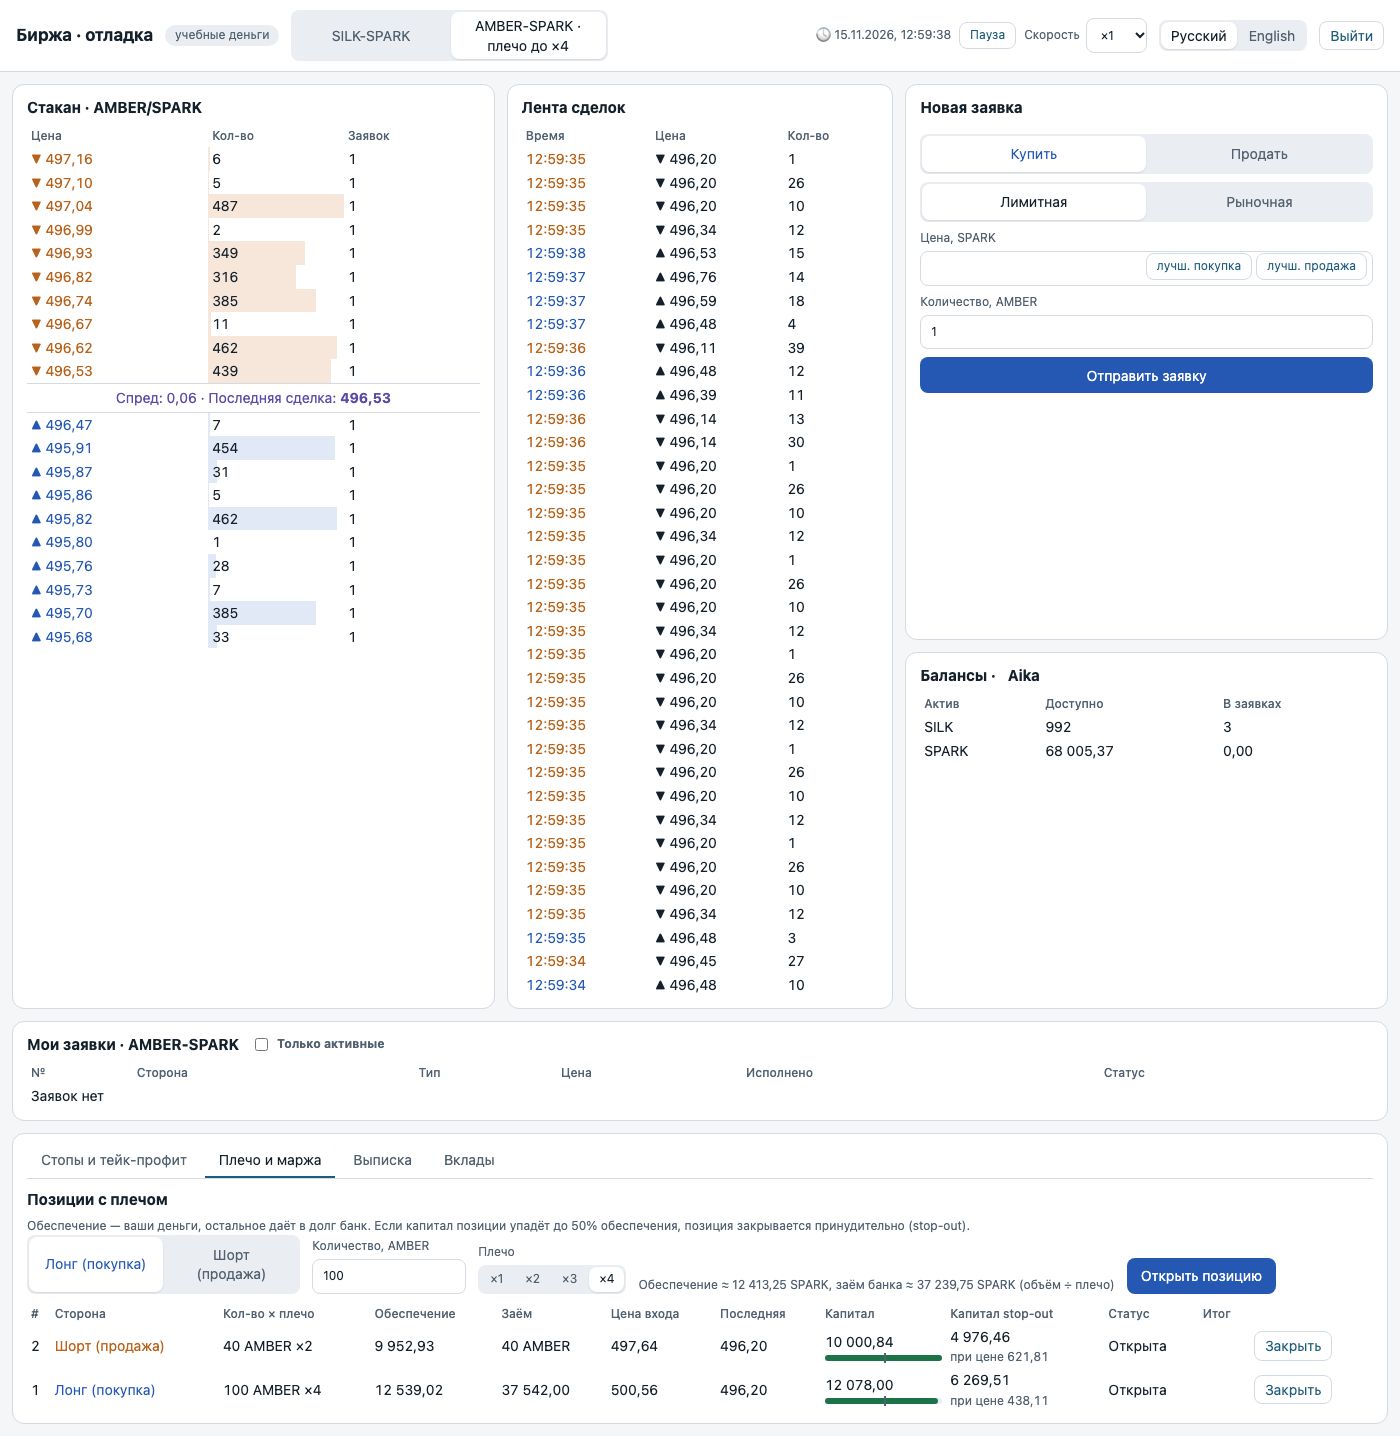 Биржа · отладка учебные деньги SILK-SPARK AMBER-SPARK · плечо до ×4 15.11.2026, 12:59:38 Пауза Скорость ×1 Русский English Выйти
Стакан · AMBER/SPARK
Цена Кол-во Заявок
▼ 497,16 6 1
▼ 497,10 5 1
▼ 497,04 487 1
▼ 496,99 2 1
▼ 496,93 349 1
▼ 496,82 316 1
▼ 496,74 385 1
▼ 496,67 11 1
▼ 496,62 462 1
▼ 496,53 439 1
Спред: 0,06 · Последняя сделка: 496,53
▲ 496,47 7 1
▲ 495,91 454 1
▲ 495,87 31 1
▲ 495,86 5 1
▲ 495,82 462 1
▲ 495,80 1 1
▲ 495,76 28 1
▲ 495,73 7 1
▲ 495,70 385 1
▲ 495,68 33 1
Лента сделок
Время Цена Кол-во
12:59:35 ▼ 496,20 1
12:59:35 ▼ 496,20 26
12:59:35 ▼ 496,20 10
12:59:35 ▼ 496,34 12
12:59:38 ▲ 496,53 15
12:59:37 ▲ 496,76 14
12:59:37 ▲ 496,59 18
12:59:37 ▲ 496,48 4
12:59:36 ▼ 496,11 39
12:59:36 ▲ 496,48 12
12:59:36 ▲ 496,39 11
12:59:36 ▼ 496,14 13
12:59:36 ▼ 496,14 30
12:59:35 ▼ 496,20 1
12:59:35 ▼ 496,20 26
12:59:35 ▼ 496,20 10
12:59:35 ▼ 496,34 12
12:59:35 ▼ 496,20 1
12:59:35 ▼ 496,20 26
12:59:35 ▼ 496,20 10
12:59:35 ▼ 496,34 12
12:59:35 ▼ 496,20 1
12:59:35 ▼ 496,20 26
12:59:35 ▼ 496,20 10
12:59:35 ▼ 496,34 12
12:59:35 ▼ 496,20 1
12:59:35 ▼ 496,20 26
12:59:35 ▼ 496,20 10
12:59:35 ▼ 496,34 12
12:59:35 ▼ 496,20 1
12:59:35 ▼ 496,20 26
12:59:35 ▼ 496,20 10
12:59:35 ▼ 496,34 12
12:59:35 ▲ 496,48 3
12:59:34 ▼ 496,45 27
12:59:34 ▲ 496,48 10
Новая заявка
Купить Продать
Лимитная Рыночная
Цена, SPARK
лучш. покупка лучш. продажа
Количество, AMBER
1
Отправить заявку
Балансы · Aika
Актив Доступно В заявках
SILK 992 3
SPARK 68 005,37 0,00
Мои заявки · AMBER-SPARK Только активные
№ Сторона Тип Цена Исполнено Статус
Заявок нет
Стопы и тейк-профит Плечо и маржа Выписка Вклады
Позиции с плечом
Обеспечение — ваши деньги, остальное даёт в долг банк. Если капитал позиции упадёт до 50% обеспечения, позиция закрывается принудительно (stop-out).
Лонг (покупка) Шорт (продажа)
Количество, AMBER
100
Плечо
×1 ×2 ×3 ×4
Обеспечение ≈ 12 413,25 SPARK, заём банка ≈ 37 239,75 SPARK (объём ÷ плечо)
Открыть позицию
# Сторона Кол-во × плечо Обеспечение Заём Цена входа Последняя Капитал Капитал stop-out Статус Итог
2 Шорт (продажа) 40 AMBER ×2 9 952,93 40 AMBER 497,64 496,20 10 000,84 4 976,46 Открыта Закрыть
при цене 621,81
1 Лонг (покупка) 100 AMBER ×4 12 539,02 37 542,00 500,56 496,20 12 078,00 6 269,51 Открыта Закрыть
при цене 438,11